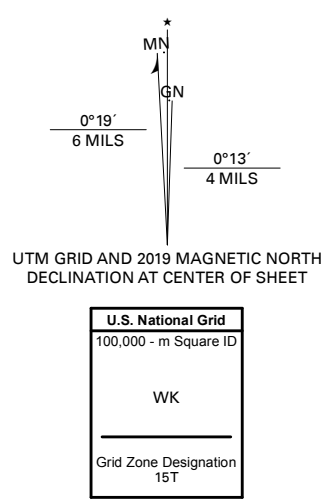 ★
MN
GN
0°19´
6 MILS
0°13´
4 MILS
UTM GRID AND 2019 MAGNETIC NORTH
DECLINATION AT CENTER OF SHEET
U.S. National Grid
100,000 - m Square ID
WK
Grid Zone Designation
15T